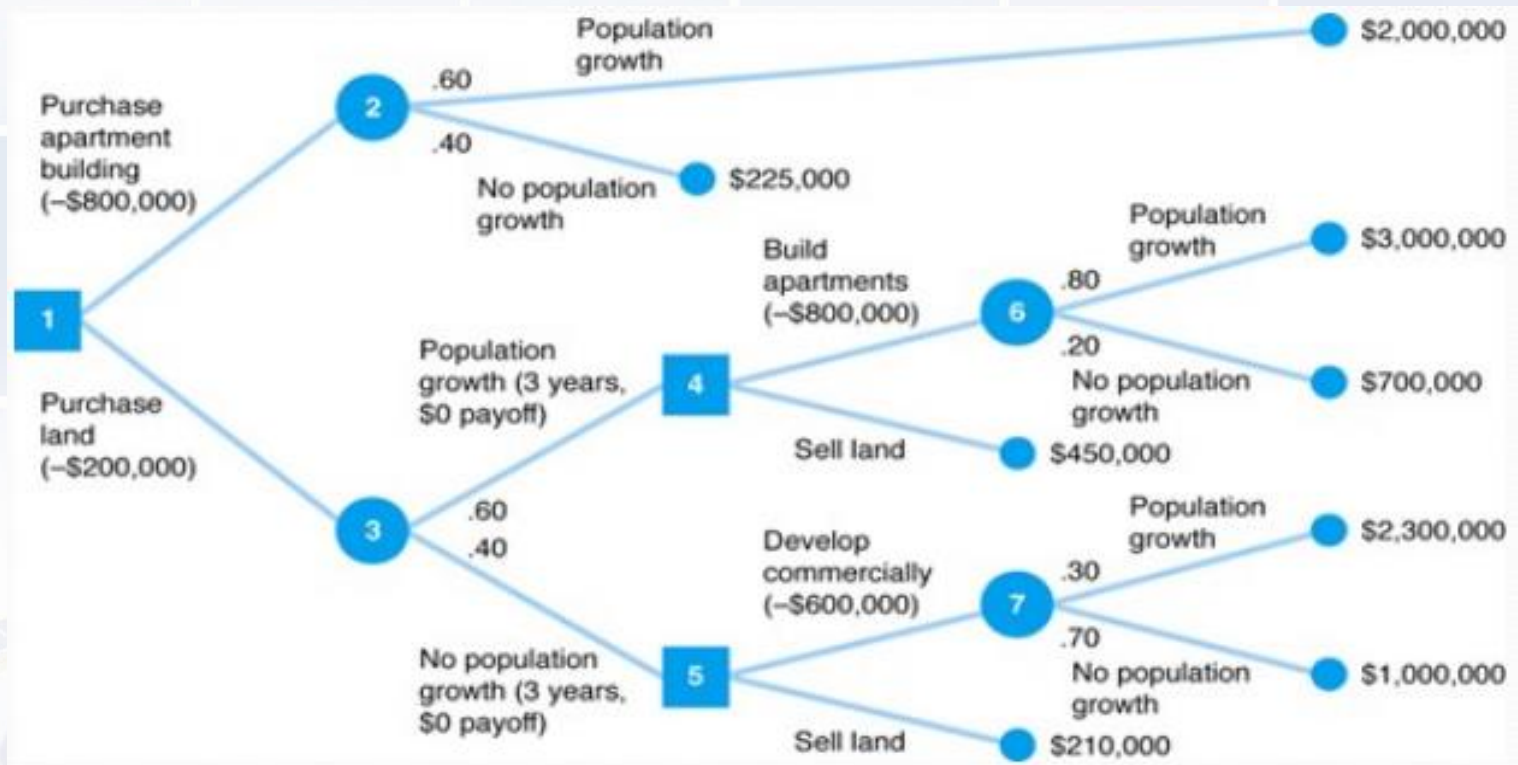 Population
growth
$2,000,000
.60
2
Purchase
apartment
building
(–$800,000)
.40
No population
growth
$225,000
Population
growth
$3,000,000
Build
apartments
(–$800,000)
.80
6
1
.20
Population
growth (3 years,
$0 payoff)
4
No population
growth
$700,000
Purchase
land
(–$200,000)
Sell land
$450,000
.60
3
.40
Population
growth
$2,300,000
Develop
commercially
(–$600,000)
.30
7
.70
No population
growth (3 years,
$0 payoff)
5
No population
growth
$1,000,000
Sell land
$210,000